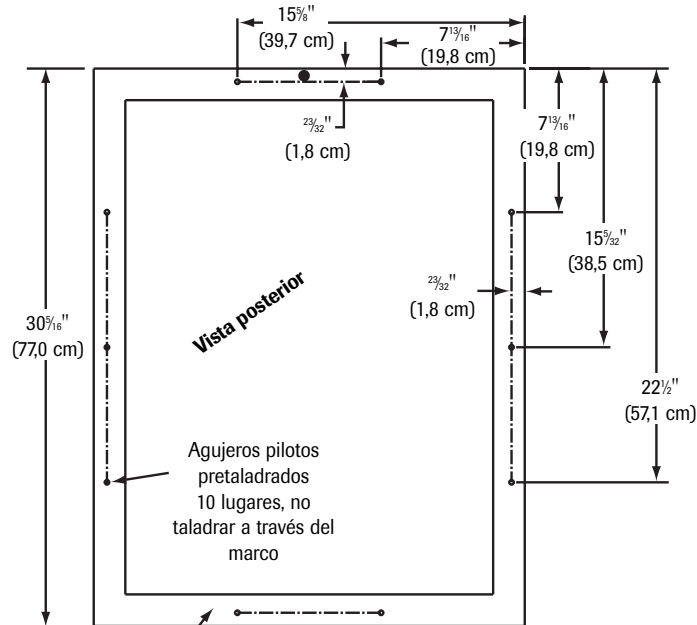 15⅝"
(39,7 cm)
7¹³⁄₁₆"
(19,8 cm)
²³⁄₃₂"
(1,8 cm)
7¹³⁄₁₆"
(19,8 cm)
15⁵⁄₃₂"
(38,5 cm)
²³⁄₃₂"
(1,8 cm)
Vista posterior
30⁵⁄₁₆"
(77,0 cm)
22½"
(57,1 cm)
Agujeros pilotos
pretaladrados
10 lugares, no
taladrar a través del
marco